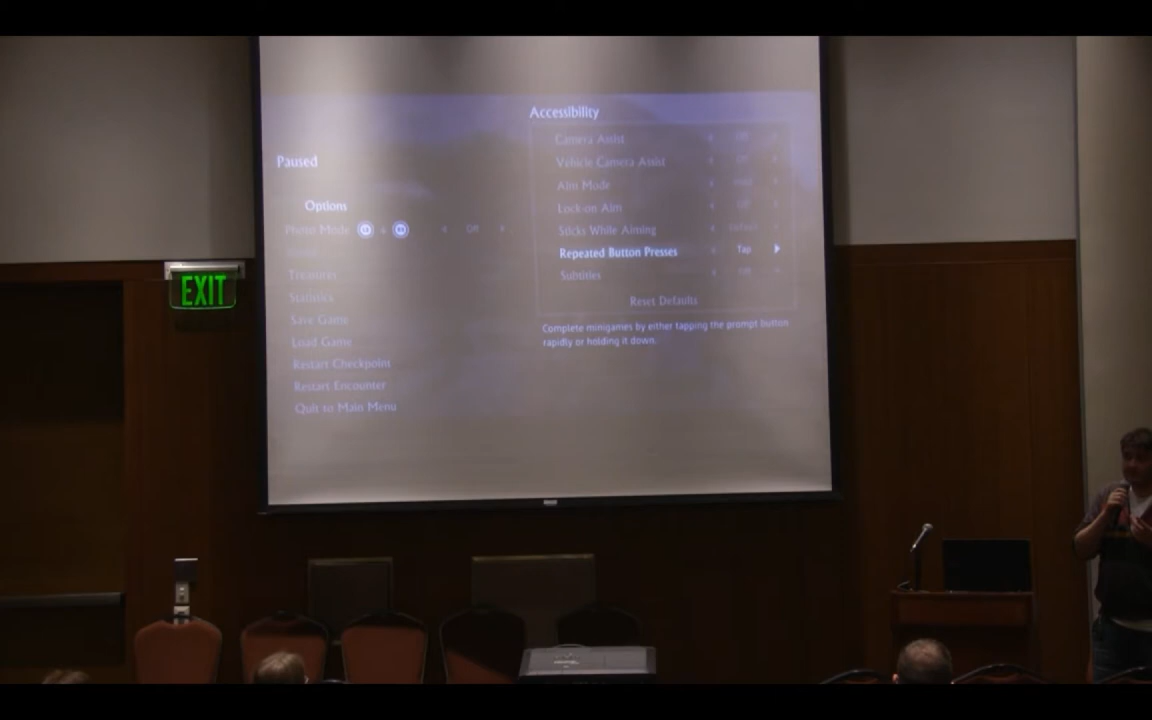 Paused
Options
Photo Mode
Off
Treasures
Statistics
Save Game
Load Game
Restart Checkpoint
Restart Encounter
Quit to Main Menu
Accessibility
Camera Assist
Vehicle Camera Assist
Aim Mode
Lock-on Aim
Sticks While Aiming
Repeated Button Presses Tap
Subtitles
Reset Defaults
Complete minigames by either tapping the prompt button
rapidly or holding it down.
EXIT